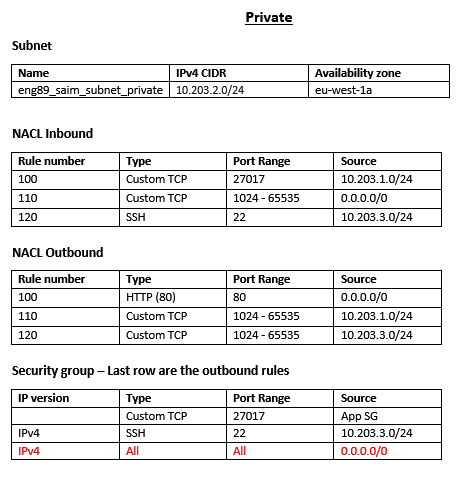 Private
Subnet
Name IPv4 CIDR Availability zone
eng89_saim_subnet_private 10.203.2.0/24 eu-west-1a
NACL Inbound
Rule number Type Port Range Source
100 Custom TCP 27017 10.203.1.0/24
110 Custom TCP 1024 - 65535 0.0.0.0/0
120 SSH 22 10.203.3.0/24
NACL Outbound
Rule number Type Port Range Source
100 HTTP (80) 80 0.0.0.0/0
110 Custom TCP 1024 - 65535 10.203.1.0/24
120 Custom TCP 1024 - 65535 10.203.3.0/24
Security group – Last row are the outbound rules
IP version Type Port Range Source
Custom TCP 27017 App SG
IPv4 SSH 22 10.203.3.0/24
IPv4 All All 0.0.0.0/0